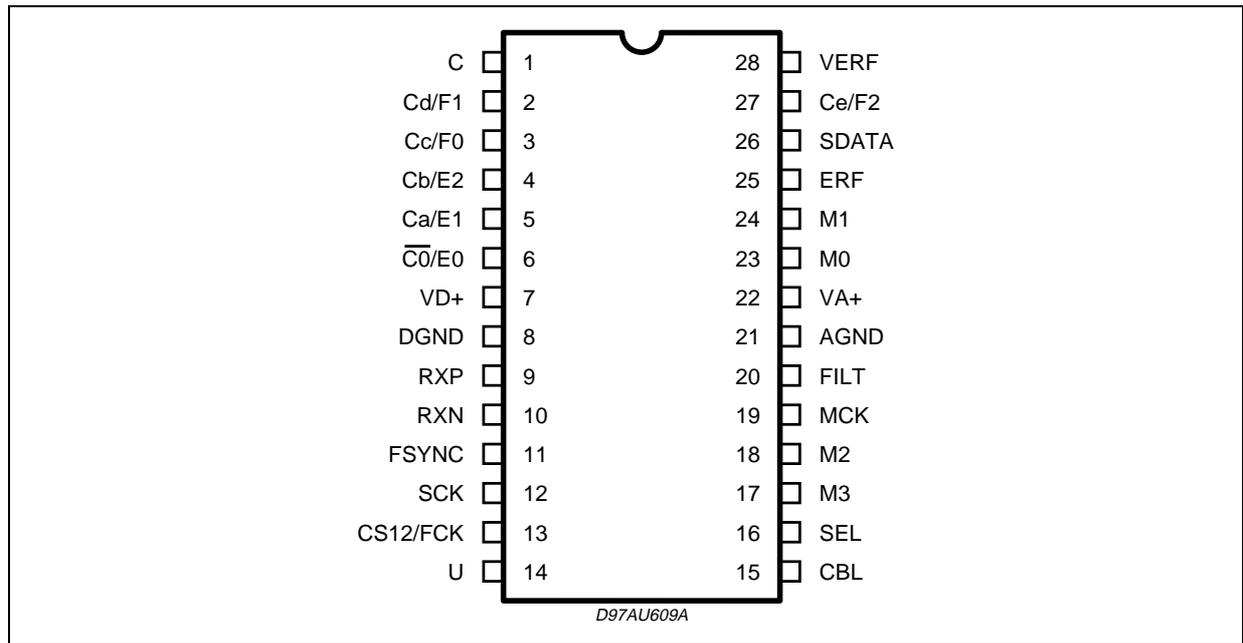 C 1 28 VERF
Cd/F1 2 27 Ce/F2
Cc/F0 3 26 SDATA
Cb/E2 4 25 ERF
Ca/E1 5 24 M1
C̅0̅/E0 6 23 M0
VD+ 7 22 VA+
DGND 8 21 AGND
RXP 9 20 FILT
RXN 10 19 MCK
FSYNC 11 18 M2
SCK 12 17 M3
CS12/FCK 13 16 SEL
U 14 15 CBL
D97AU609A